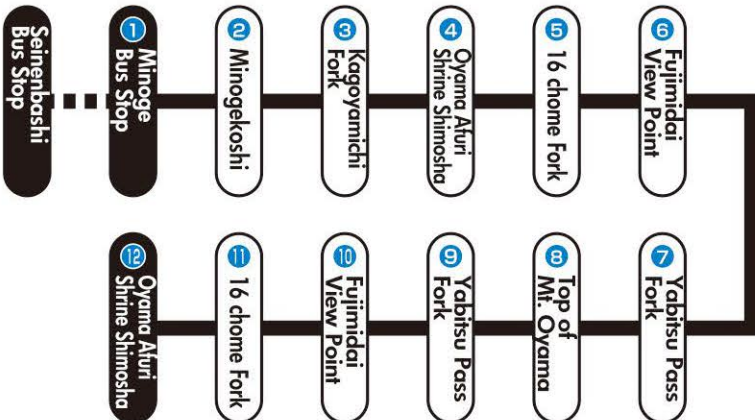 Seinenbashi
Bus Stop
1 Minoge
Bus Stop
2 Minogekoshi
3 Kagoyamichi
Fork
4 Oyama Afuri
Shrine Shimosha
5 16 chome Fork
6 Fujimidai
View Point
7 Yabitsu Pass
Fork
8 Top of
Mt. Oyama
9 Yabitsu Pass
Fork
10 Fujimidai
View Point
11 16 chome Fork
12 Oyama Afuri
Shrine Shimosha